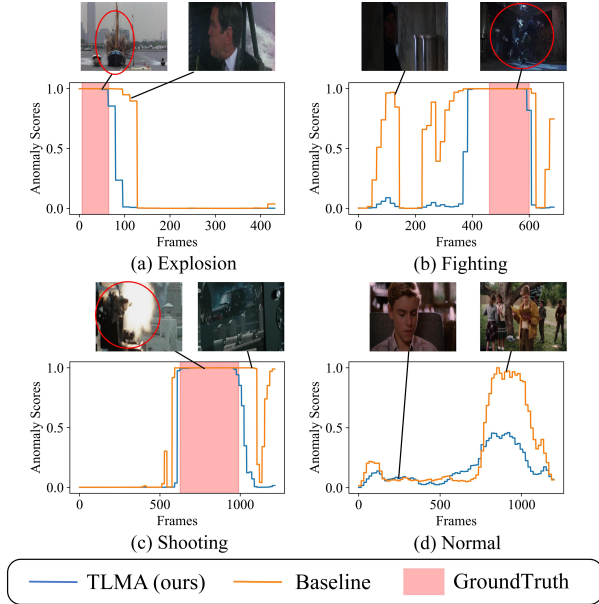 Anomaly Scores
1.0
0.5
0.0
0 100 200 300 400
Frames
(a) Explosion
Anomaly Scores
1.0
0.5
0.0
0 200 400 600
Frames
(b) Fighting
Anomaly Scores
1.0
0.5
0.0
0 500 1000
Frames
(c) Shooting
Anomaly Scores
1.0
0.5
0.0
0 500 1000
Frames
(d) Normal
TLMA (ours) Baseline GroundTruth